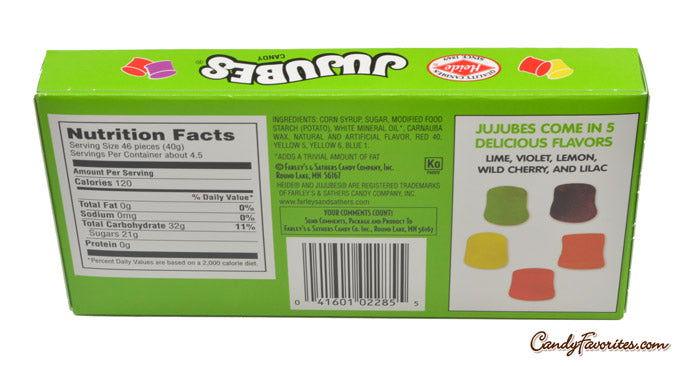 JUJUBES®
CANDY
QUALITY CANDIES
Heide
SINCE 1869
Nutrition Facts
Serving Size 46 pieces (40g)
Servings Per Container about 4.5
Amount Per Serving
Calories 120
% Daily Value*
Total Fat 0g 0%
Sodium 0mg 0%
Total Carbohydrate 32g 11%
Sugars 21g
Protein 0g
*Percent Daily Values are based on a 2,000 calorie diet.
INGREDIENTS: CORN SYRUP, SUGAR, MODIFIED FOOD
STARCH (POTATO), WHITE MINERAL OIL*, CARNAUBA
WAX, NATURAL AND ARTIFICIAL FLAVOR, RED 40,
YELLOW 5, YELLOW 6, BLUE 1.
*ADDS A TRIVIAL AMOUNT OF FAT
© FARLEY'S & SATHERS CANDY COMPANY, INC.
ROUND LAKE, MN 56167
HEIDE® AND JUJUBES® ARE REGISTERED TRADEMARKS
OF FARLEY'S & SATHERS CANDY COMPANY, INC.
www.farleysandsathers.com
KO
PAREVE
YOUR COMMENTS COUNT!
SEND COMMENTS, PACKAGE AND PRODUCT TO
FARLEY'S & SATHERS CANDY CO. INC., ROUND LAKE, MN 56167
0 41601 02285 5
JUJUBES COME IN 5
DELICIOUS FLAVORS
LIME, VIOLET, LEMON,
WILD CHERRY, AND LILAC
CandyFavorites.com